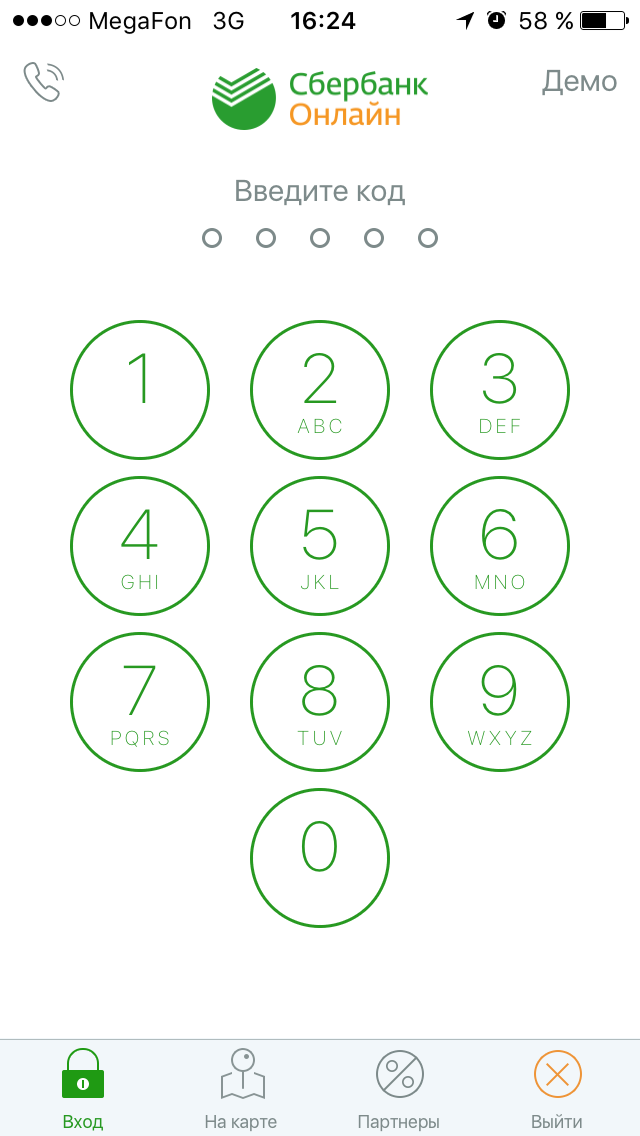 MegaFon 3G 16:24 58 %
Сбербанк
Онлайн
Демо
Введите код
1 2 3
ABC DEF
4 5 6
GHI JKL MNO
7 8 9
PQRS TUV WXYZ
0
Вход На карте Партнеры Выйти